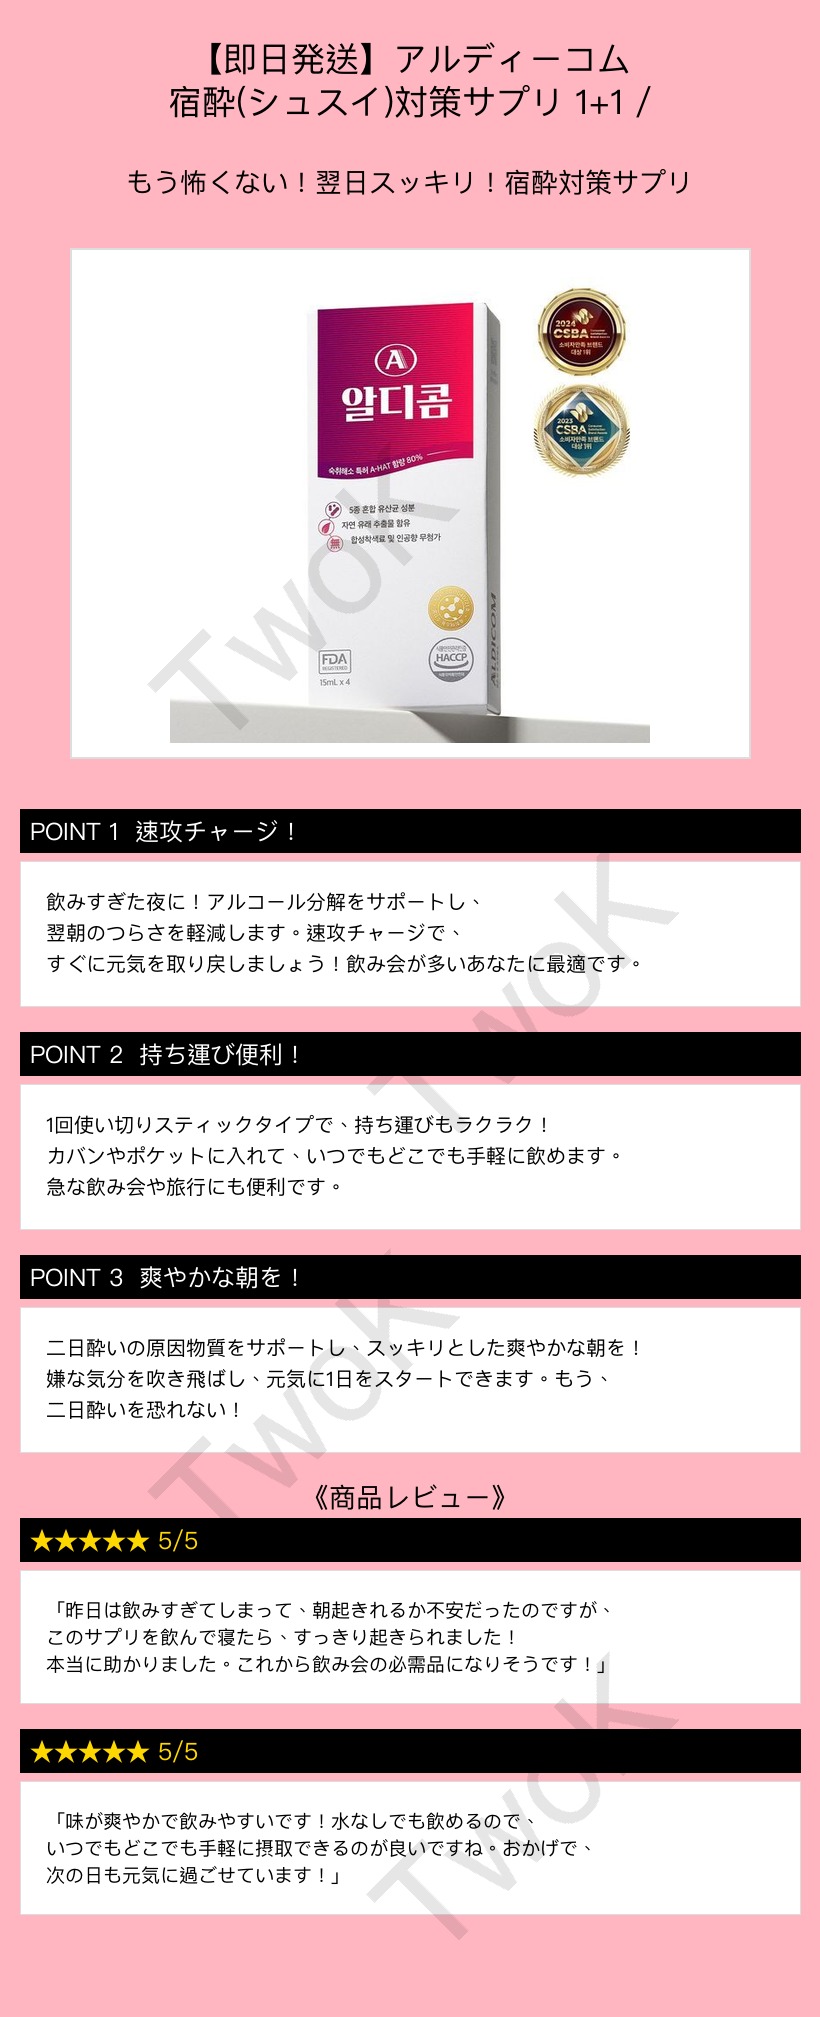 【即日発送】アルディーコム
宿酔(シュスイ)対策サプリ 1+1 /
もう怖くない！翌日スッキリ！宿酔対策サプリ
2024
CSBA
소비자만족 브랜드
대상 1위
2023
CSBA
소비자만족 브랜드
대상 1위
A
알디콤
숙취해소 특허 A-HAT 함량 80%
5종 혼합 유산균 성분
자연 유래 추출물 함유
無 합성착색료 및 인공향 무첨가
ALDICOM
FDA
REGISTERED
HACCP
15mL x 4
POINT 1 速攻チャージ！
飲みすぎた夜に！アルコール分解をサポートし、
翌朝のつらさを軽減します。速攻チャージで、
すぐに元気を取り戻しましょう！飲み会が多いあなたに最適です。
POINT 2 持ち運び便利！
1回使い切りスティックタイプで、持ち運びもラクラク！
カバンやポケットに入れて、いつでもどこでも手軽に飲めます。
急な飲み会や旅行にも便利です。
POINT 3 爽やかな朝を！
二日酔いの原因物質をサポートし、スッキリとした爽やかな朝を！
嫌な気分を吹き飛ばし、元気に1日をスタートできます。もう、
二日酔いを恐れない！
《商品レビュー》
★★★★★ 5/5
「昨日は飲みすぎてしまって、朝起きれるか不安だったのですが、
このサプリを飲んで寝たら、すっきり起きられました！
本当に助かりました。これから飲み会の必需品になりそうです！」
★★★★★ 5/5
「味が爽やかで飲みやすいです！水なしでも飲めるので、
いつでもどこでも手軽に摂取できるのが良いですね。おかげで、
次の日も元気に過ごせています！」
TwoK
TwoK
TwoK
TwoK